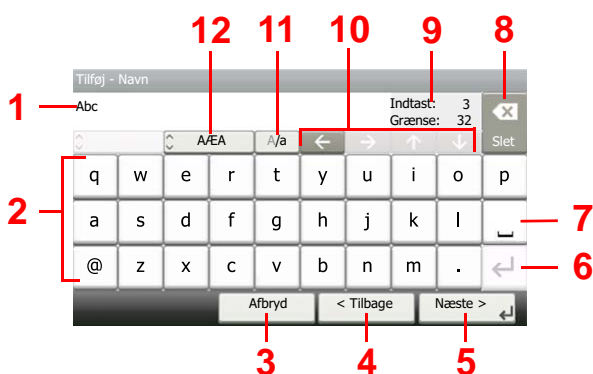 12 11 10 9 8
Tilføj - Navn
1 Abc Indtast: 3
Grænse: 32
AÆA A/a ← → ↑ ↓ Slet
q w e r t y u i o p
2 a s d f g h j k l 7
@ z x c v b n m . 6
Afbryd < Tilbage Næste >
3 4 5